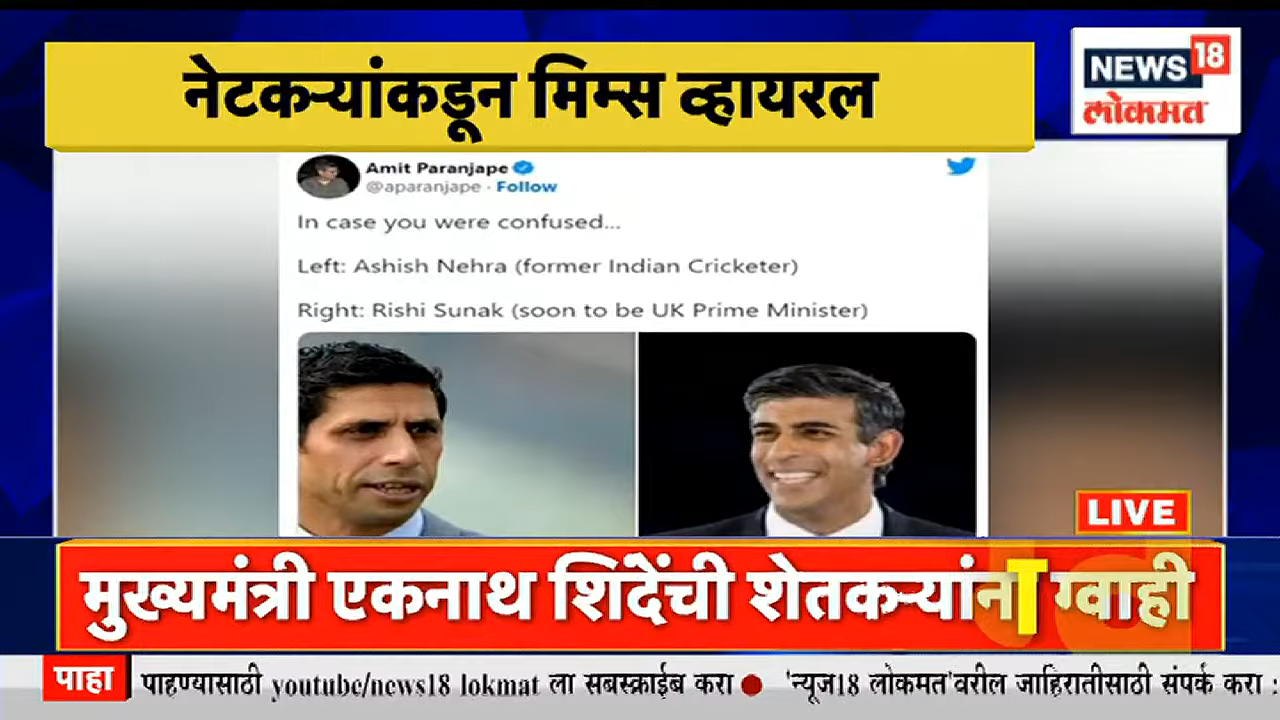 नेटकऱ्यांकडून मिम्स व्हायरल
NEWS 18
लोकमत
Amit Paranjape
@aparanjape · Follow
In case you were confused...
Left: Ashish Nehra (former Indian Cricketer)
Right: Rishi Sunak (soon to be UK Prime Minister)
LIVE
मुख्यमंत्री एकनाथ शिंदेंची शेतकऱ्यांना ग्वाही
पाहा
पाहण्यासाठी youtube/news18 lokmat ला सबस्क्राईब करा ● 'न्यूज18 लोकमत'वरील जाहिरातीसाठी संपर्क करा :